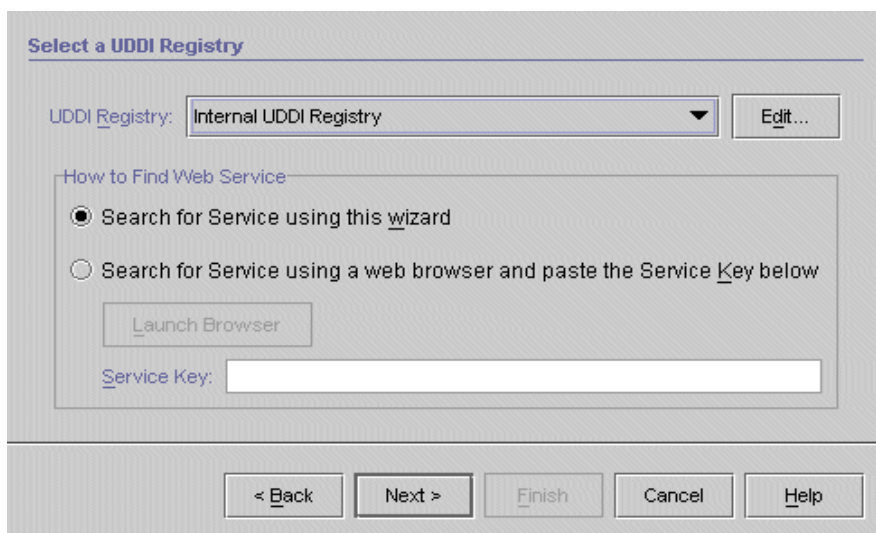 Select a UDDI Registry
UDDI Registry: Internal UDDI Registry Edit...
How to Find Web Service
Search for Service using this wizard
Search for Service using a web browser and paste the Service Key below
Launch Browser
Service Key:
< Back Next > Finish Cancel Help